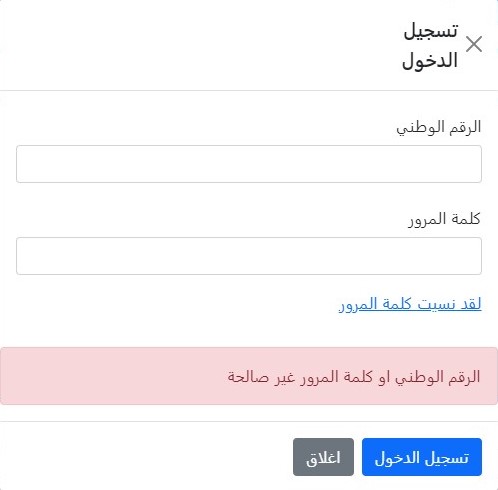 تسجيل
الدخول
الرقم الوطني
كلمة المرور
لقد نسيت كلمة المرور
الرقم الوطني او كلمة المرور غير صالحة
تسجيل الدخول
اغلاق